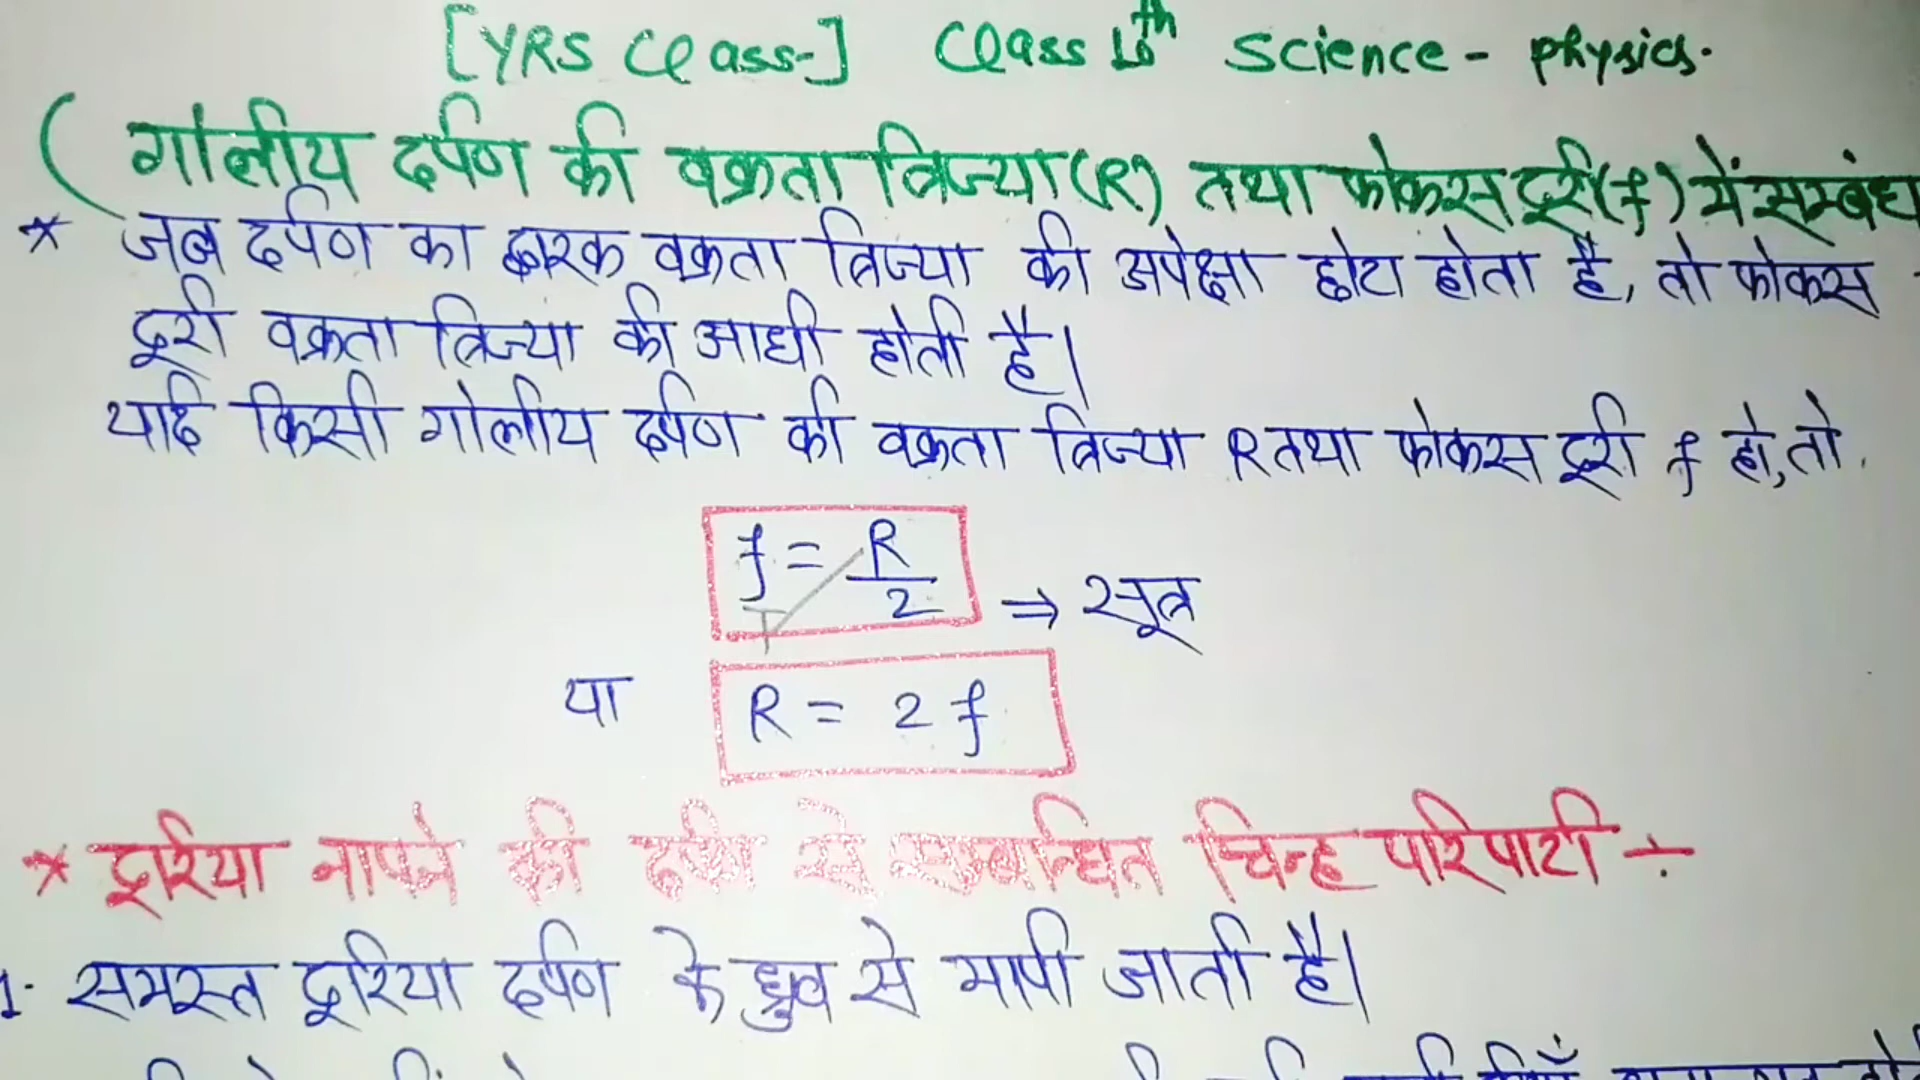 [YRS Class-] Class 10th Science - physics.
(गोलीय दर्पण की वक्रता त्रिज्या (R) तथा फोकस दूरी (f) में सम्बंध
* जब दर्पण का द्वारक वक्रता त्रिज्या की अपेक्षा छोटा होता है, तो फोकस -
दूरी वक्रता त्रिज्या की आधी होती है।
यदि किसी गोलीय दर्पण की वक्रता त्रिज्या R तथा फोकस दूरी f हो, तो
f = R/2 ⇒ सूत्र
या R = 2f
* दूरिया नापने की दर्पण से सम्बन्धित चिन्ह परिपाटी ÷
1- समस्त दूरिया दर्पण के ध्रुव से मापी जाती है।